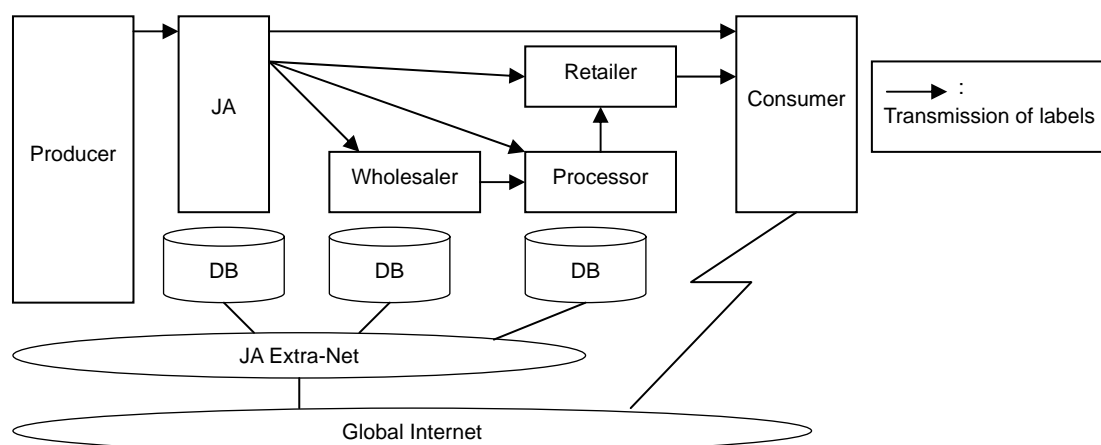 Producer
JA
Retailer
Wholesaler
Processor
Consumer
:
Transmission of labels
DB
DB
DB
JA Extra-Net
Global Internet